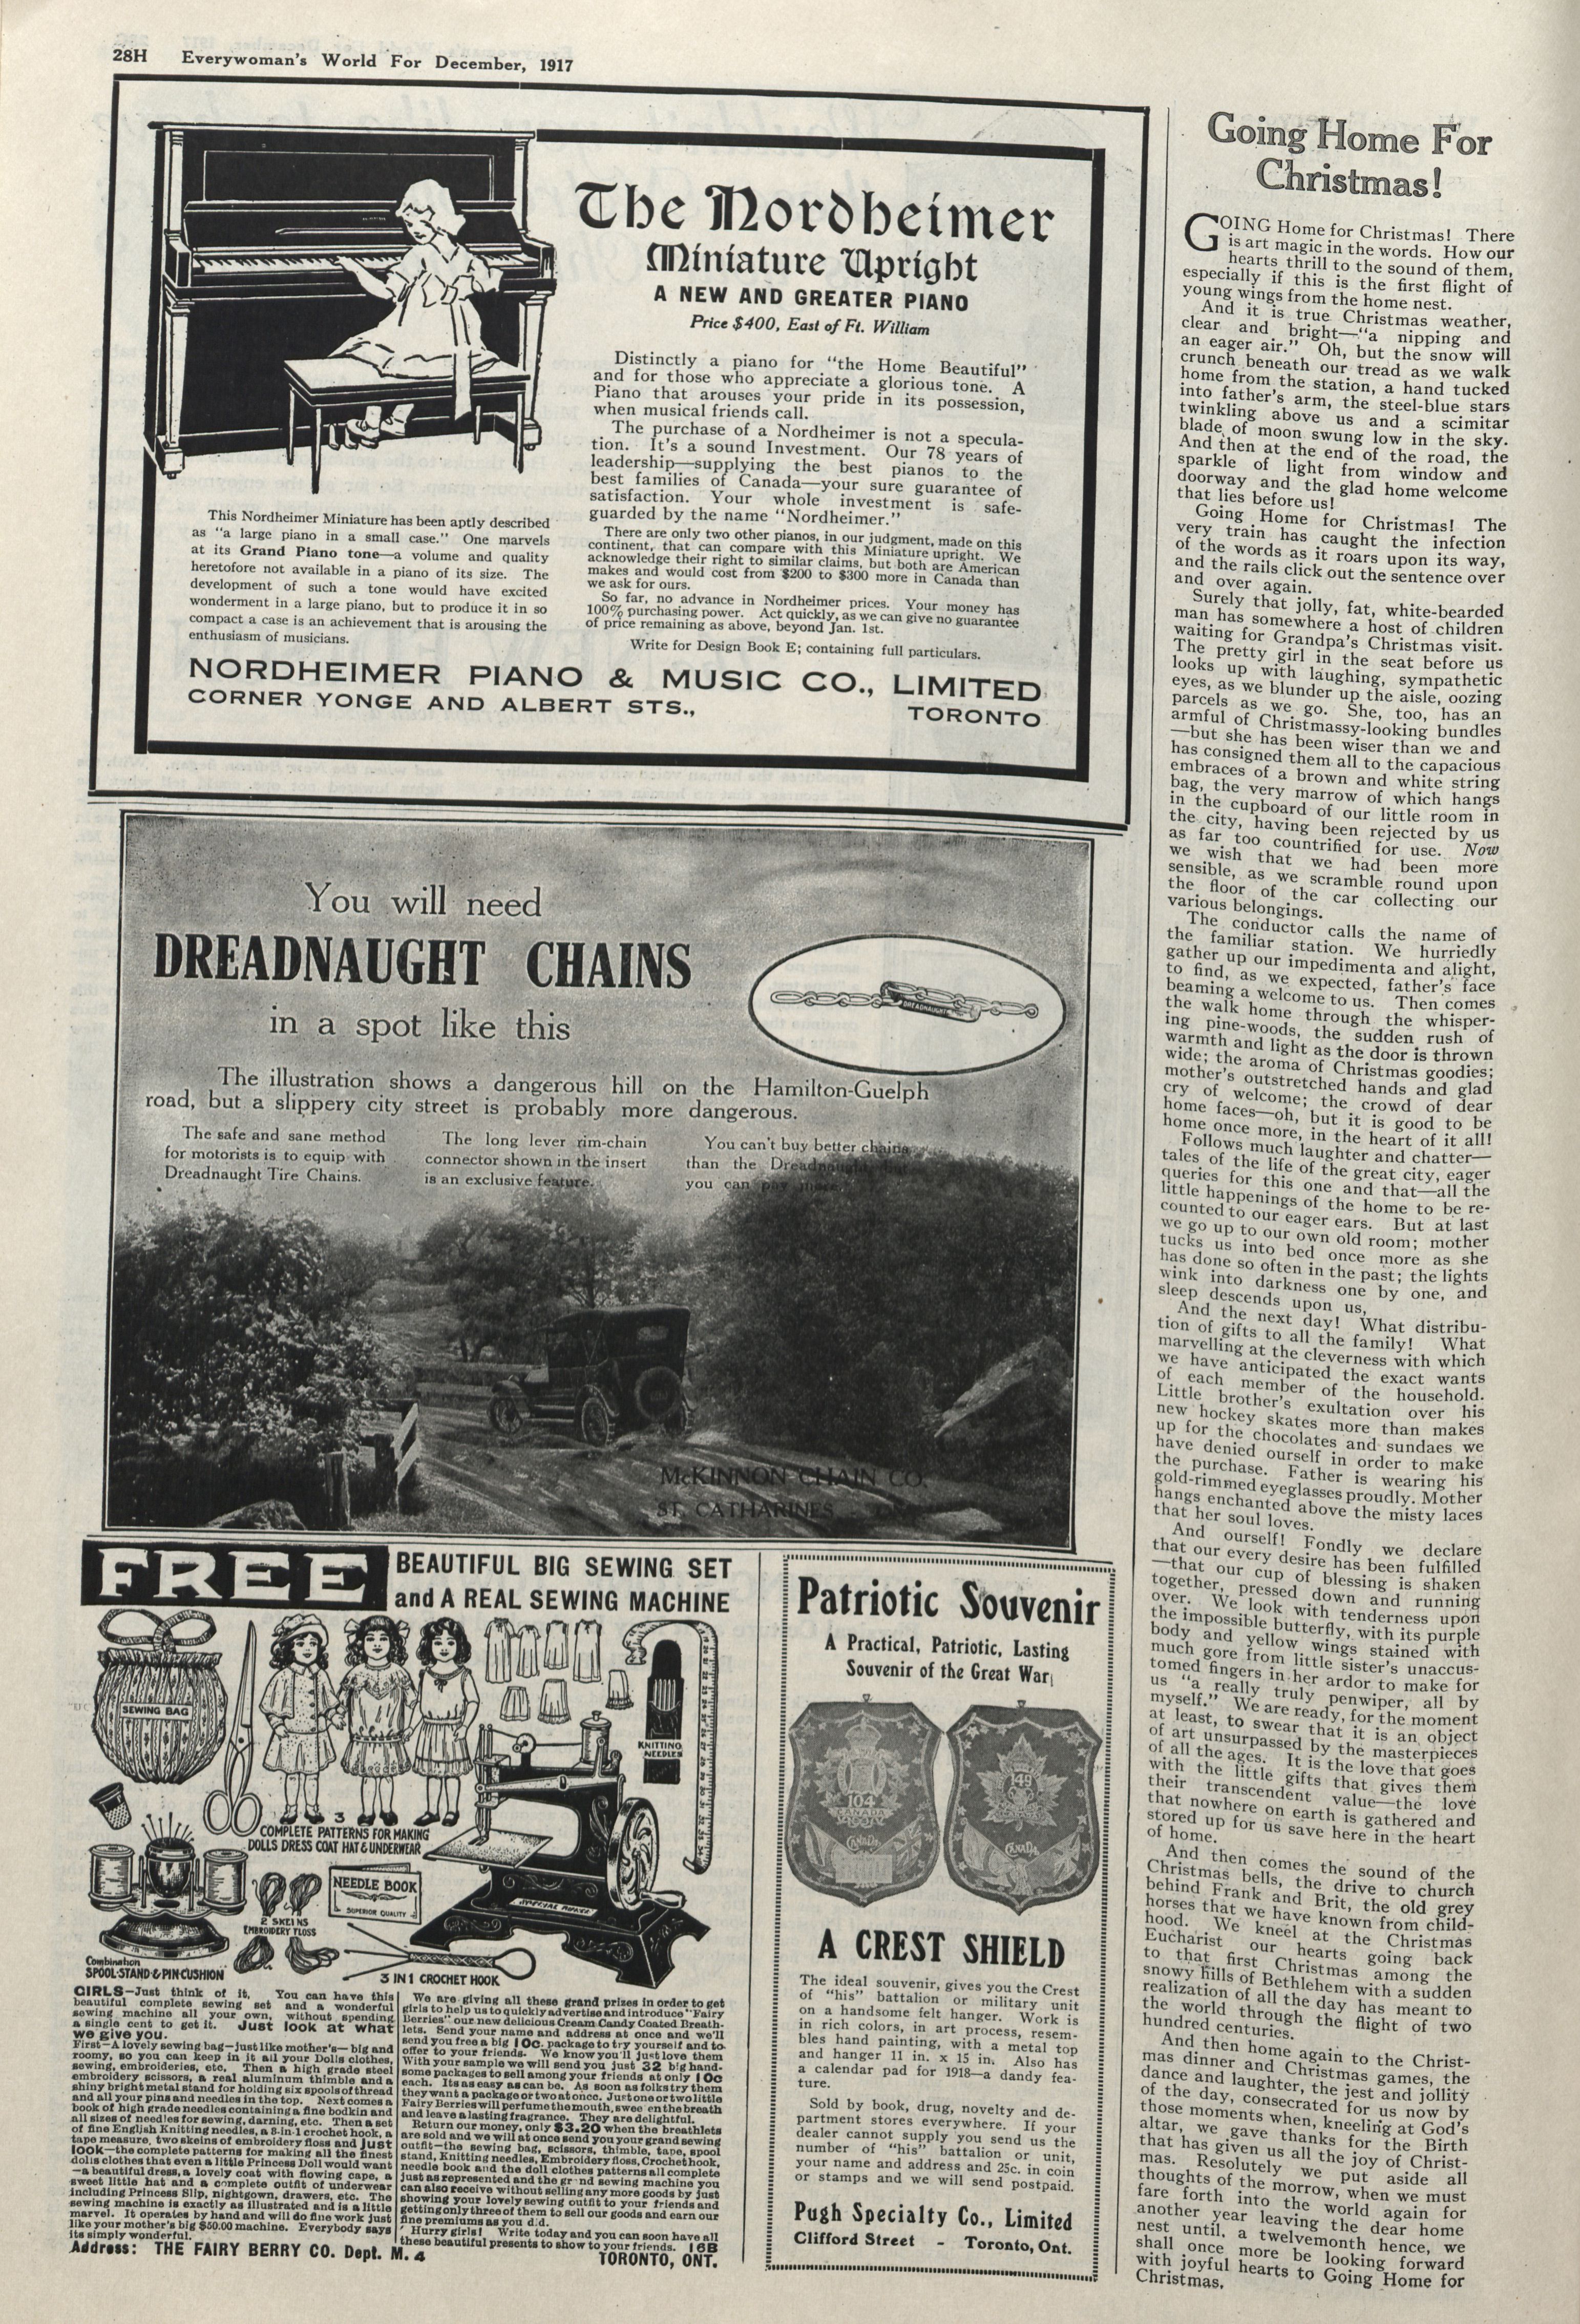 28H Everywoman's World For December, 1917
The Nordheimer
Miniature Upright
A NEW AND GREATER PIANO
Price $400, East of Ft. William
Distinctly a piano for "the Home Beautiful"
and for those who appreciate a glorious tone. A
Piano that arouses your pride in its possession,
when musical friends call.
The purchase of a Nordheimer is not a specula-
tion. It's a sound Investment. Our 78 years of
leadership—supplying the best pianos to the
best families of Canada—your sure guarantee of
satisfaction. Your whole investment is safe-
guarded by the name "Nordheimer."
There are only two other pianos, in our judgment, made on this
continent, that can compare with this Miniature upright. We
acknowledge their right to similar claims, but both are American
makes and would cost from $200 to $300 more in Canada than
we ask for ours.
So far, no advance in Nordheimer prices. Your money has
100% purchasing power. Act quickly, as we can give no guarantee
of price remaining as above, beyond Jan. 1st.
Write for Design Book E; containing full particulars.
This Nordheimer Miniature has been aptly described
as "a large piano in a small case." One marvels
at its Grand Piano tone—a volume and quality
heretofore not available in a piano of its size. The
development of such a tone would have excited
wonderment in a large piano, but to produce it in so
compact a case is an achievement that is arousing the
enthusiasm of musicians.
NORDHEIMER PIANO & MUSIC CO., LIMITED
CORNER YONGE AND ALBERT STS., TORONTO
You will need
DREADNAUGHT CHAINS
in a spot like this
DREADNAUGHT
The illustration shows a dangerous hill on the Hamilton-Guelph
road, but a slippery city street is probably more dangerous.
The safe and sane method
for motorists is to equip with
Dreadnaught Tire Chains.
The long lever rim-chain
connector shown in the insert
is an exclusive feature.
You can't buy better chains
than the Dreadnaught, but
you can pay more.
McKINNON CHAIN CO.
ST. CATHARINES
FREE
BEAUTIFUL BIG SEWING SET
and A REAL SEWING MACHINE
SEWING BAG
KNITTING
NEEDLES
3
COMPLETE PATTERNS FOR MAKING
DOLLS DRESS COAT HAT & UNDERWEAR
NEEDLE BOOK
SUPERIOR QUALITY
2 SKEINS
EMBROIDERY FLOSS
Combination
SPOOL-STAND & PIN-CUSHION
3 IN 1 CROCHET HOOK
GIRLS—Just think of it, You can have this
beautiful complete sewing set and a wonderful
sewing machine all your own, without spending
a single cent to get it. Just look at what
we give you.
First—A lovely sewing bag—just like mother's—big and
roomy, so you can keep in it all your Dolls clothes,
sewing, embroideries, etc. Then a high grade steel
embroidery scissors, a real aluminum thimble and a
shiny bright metal stand for holding six spools of thread
and all your pins and needles in the top. Next comes a
book of high grade needles containing a fine bodkin and
all sizes of needles for sewing, darning, etc. Then a set
of fine English Knitting needles, a 3-in-1 crochet hook, a
tape measure, two skeins of embroidery floss and just
look—the complete patterns for making all the finest
dolls clothes that even a little Princess Doll would want
—a beautiful dress, a lovely coat with flowing cape, a
sweet little hat and a complete outfit of underwear
including Princess Slip, nightgown, drawers, etc. The
sewing machine is exactly as illustrated and is a little
marvel. It operates by hand and will do fine work just
like your mother's big $50.00 machine. Everybody says
its simply wonderful.
We are giving all these grand prizes in order to get
girls to help us to quickly advertise and introduce "Fairy
Berries" our new delicious Cream Candy Coated Breath-
lets. Send your name and address at once and we'll
send you free a big 10c. package to try yourself and to
offer to your friends. We know you'll just love them
With your sample we will send you just 32 big hand-
some packages to sell among your friends at only 10c
each. Its as easy as can be. As soon as folks try them
they want a package or two at once. Just one or two little
Fairy Berries will perfume the mouth, sweeten the breath
and leave a lasting fragrance. They are delightful.
Return our money, only $3.20 when the breathlets
are sold and we will at once send you your grand sewing
outfit—the sewing bag, scissors, thimble, tape, spool
stand, Knitting needles, Embroidery floss, Crochet hook,
needle book and the doll clothes patterns all complete
just as represented and the grand sewing machine you
can also receive without selling any more goods by just
showing your lovely sewing outfit to your friends and
getting only three of them to sell our goods and earn our
fine premiums as you did.
Hurry girls! Write today and you can soon have all
these beautiful presents to show to your friends. 16B
Address: THE FAIRY BERRY CO. Dept. M. 4 TORONTO, ONT.
Patriotic Souvenir
A Practical, Patriotic, Lasting
Souvenir of the Great War
104
CANADA
CANADA
149
CANADA
A CREST SHIELD
The ideal souvenir, gives you the Crest
of "his" battalion or military unit
on a handsome felt hanger. Work is
in rich colors, in art process, resem-
bles hand painting, with a metal top
and hanger 11 in. x 15 in. Also has
a calendar pad for 1918—a dandy fea-
ture.
Sold by book, drug, novelty and de-
partment stores everywhere. If your
dealer cannot supply you send us the
number of "his" battalion or unit,
your name and address and 25c. in coin
or stamps and we will send postpaid.
Pugh Specialty Co., Limited
Clifford Street - Toronto, Ont.
Going Home For
Christmas!
GOING Home for Christmas! There
is art magic in the words. How our
hearts thrill to the sound of them,
especially if this is the first flight of
young wings from the home nest.
And it is true Christmas weather,
clear and bright—"a nipping and
an eager air." Oh, but the snow will
crunch beneath our tread as we walk
home from the station, a hand tucked
into father's arm, the steel-blue stars
twinkling above us and a scimitar
blade of moon swung low in the sky.
And then at the end of the road, the
sparkle of light from window and
doorway and the glad home welcome
that lies before us!
Going Home for Christmas! The
very train has caught the infection
of the words as it roars upon its way,
and the rails click out the sentence over
and over again.
Surely that jolly, fat, white-bearded
man has somewhere a host of children
waiting for Grandpa's Christmas visit.
The pretty girl in the seat before us
looks up with laughing, sympathetic
eyes, as we blunder up the aisle, oozing
parcels as we go. She, too, has an
armful of Christmassy-looking bundles
—but she has been wiser than we and
has consigned them all to the capacious
embraces of a brown and white string
bag, the very marrow of which hangs
in the cupboard of our little room in
the city, having been rejected by us
as far too countrified for use. Now
we wish that we had been more
sensible, as we scramble round upon
the floor of the car collecting our
various belongings.
The conductor calls the name of
the familiar station. We hurriedly
gather up our impedimenta and alight,
to find, as we expected, father's face
beaming a welcome to us. Then comes
the walk home through the whisper-
ing pine-woods, the sudden rush of
warmth and light as the door is thrown
wide; the aroma of Christmas goodies;
mother's outstretched hands and glad
cry of welcome; the crowd of dear
home faces—oh, but it is good to be
home once more, in the heart of it all!
Follows much laughter and chatter—
tales of the life of the great city, eager
queries for this one and that—all the
little happenings of the home to be re-
counted to our eager ears. But at last
we go up to our own old room; mother
tucks us into bed once more as she
has done so often in the past; the lights
wink into darkness one by one, and
sleep descends upon us,
And the next day! What distribu-
tion of gifts to all the family! What
marvelling at the cleverness with which
we have anticipated the exact wants
of each member of the household.
Little brother's exultation over his
new hockey skates more than makes
up for the chocolates and sundaes we
have denied ourself in order to make
the purchase. Father is wearing his
gold-rimmed eyeglasses proudly. Mother
hangs enchanted above the misty laces
that her soul loves.
And ourself! Fondly we declare
that our every desire has been fulfilled
—that our cup of blessing is shaken
together, pressed down and running
over. We look with tenderness upon
the impossible butterfly, with its purple
body and yellow wings stained with
much gore from little sister's unaccus-
tomed fingers in her ardor to make for
us "a really truly penwiper, all by
myself." We are ready, for the moment
at least, to swear that it is an object
of art unsurpassed by the masterpieces
of all the ages. It is the love that goes
with the little gifts that gives them
their transcendent value—the love
that nowhere on earth is gathered and
stored up for us save here in the heart
of home.
And then comes the sound of the
Christmas bells, the drive to church
behind Frank and Brit, the old grey
horses that we have known from child-
hood. We kneel at the Christmas
Eucharist our hearts going back
to that first Christmas among the
snowy hills of Bethlehem with a sudden
realization of all the day has meant to
the world through the flight of two
hundred centuries.
And then home again to the Christ-
mas dinner and Christmas games, the
dance and laughter, the jest and jollity
of the day, consecrated for us now by
those moments when, kneeling at God's
altar, we gave thanks for the Birth
that has given us all the joy of Christ-
mas. Resolutely we put aside all
thoughts of the morrow, when we must
fare forth into the world again for
another year leaving the dear home
nest until, a twelvemonth hence, we
shall once more be looking forward
with joyful hearts to Going Home for
Christmas.